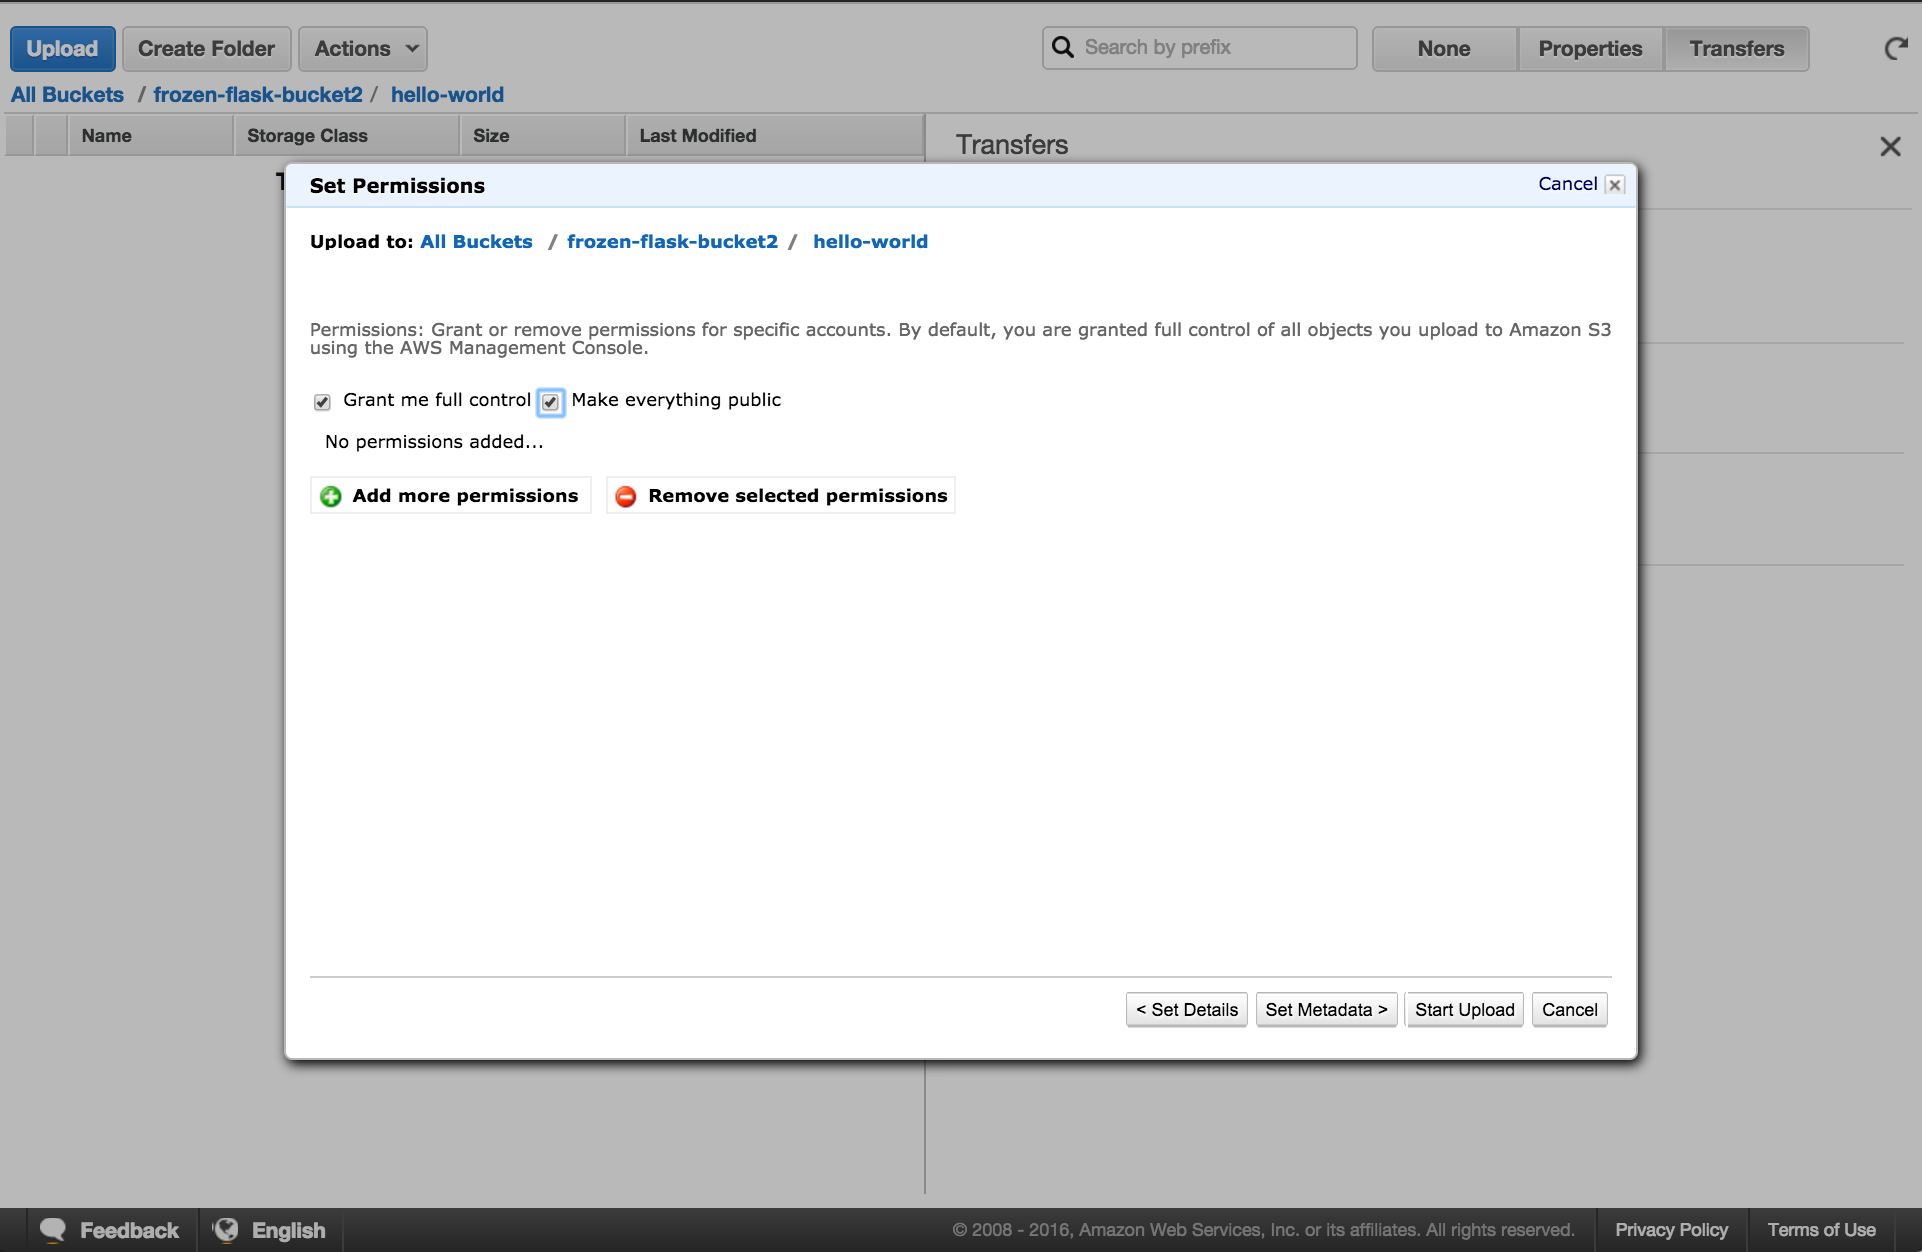 Upload Create Folder Actions Search by prefix None Properties Transfers
All Buckets / frozen-flask-bucket2 / hello-world
Name Storage Class Size Last Modified
Transfers
Set Permissions Cancel
Upload to: All Buckets / frozen-flask-bucket2 / hello-world
Permissions: Grant or remove permissions for specific accounts. By default, you are granted full control of all objects you upload to Amazon S3
using the AWS Management Console.
Grant me full control Make everything public
No permissions added...
Add more permissions Remove selected permissions
< Set Details Set Metadata > Start Upload Cancel
Feedback English © 2008 - 2016, Amazon Web Services, Inc. or its affiliates. All rights reserved. Privacy Policy Terms of Use